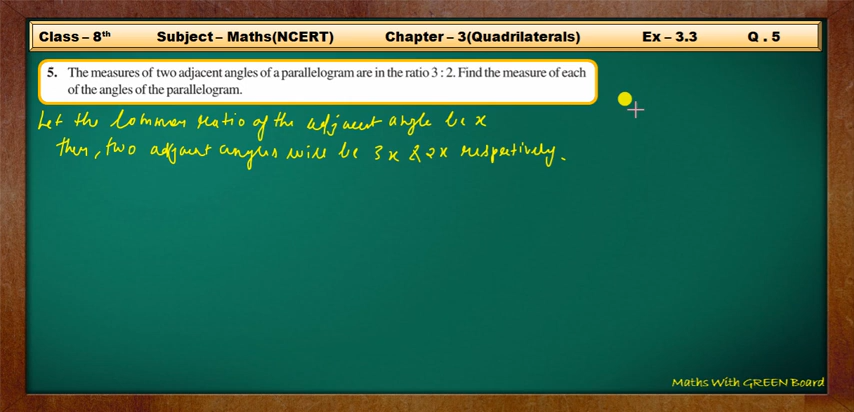 Class – 8th Subject – Maths(NCERT) Chapter – 3(Quadrilaterals) Ex – 3.3 Q . 5
5. The measures of two adjacent angles of a parallelogram are in the ratio 3 : 2. Find the measure of each
of the angles of the parallelogram.
Let the common ratio of the adjacent angle be x
Then, two adjacent angles will be 3x & 2x respectively.
Maths With GREEN Board